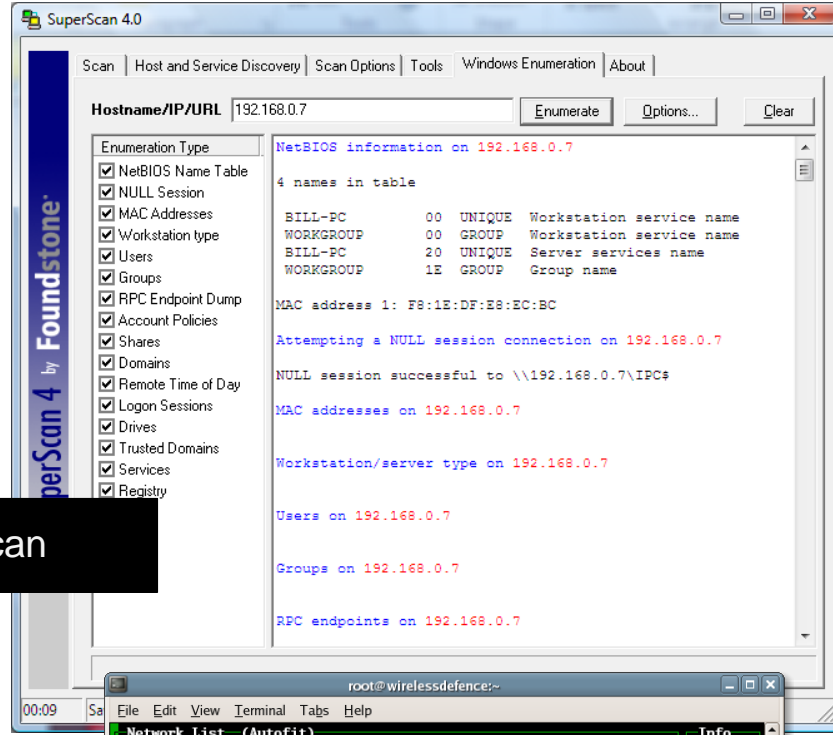 SuperScan 4.0
Scan Host and Service Discovery Scan Options Tools Windows Enumeration About
Hostname/IP/URL 192.168.0.7 Enumerate Options... Clear
Enumeration Type
NetBIOS Name Table
NULL Session
MAC Addresses
Workstation type
Users
Groups
RPC Endpoint Dump
Account Policies
Shares
Domains
Remote Time of Day
Logon Sessions
Drives
Trusted Domains
Services
Registry
NetBIOS information on 192.168.0.7
4 names in table
BILL-PC 00 UNIQUE Workstation service name
WORKGROUP 00 GROUP Workstation service name
BILL-PC 20 UNIQUE Server services name
WORKGROUP 1E GROUP Group name
MAC address 1: F8:1E:DF:E8:EC:BC
Attempting a NULL session connection on 192.168.0.7
NULL session successful to \\192.168.0.7\IPC$
MAC addresses on 192.168.0.7
Workstation/server type on 192.168.0.7
Users on 192.168.0.7
Groups on 192.168.0.7
RPC endpoints on 192.168.0.7
perScan 4 by Foundstone
can
00:09 Sa
root@wirelessdefence:~
File Edit View Terminal Tabs Help
Network List (Autofit) Info